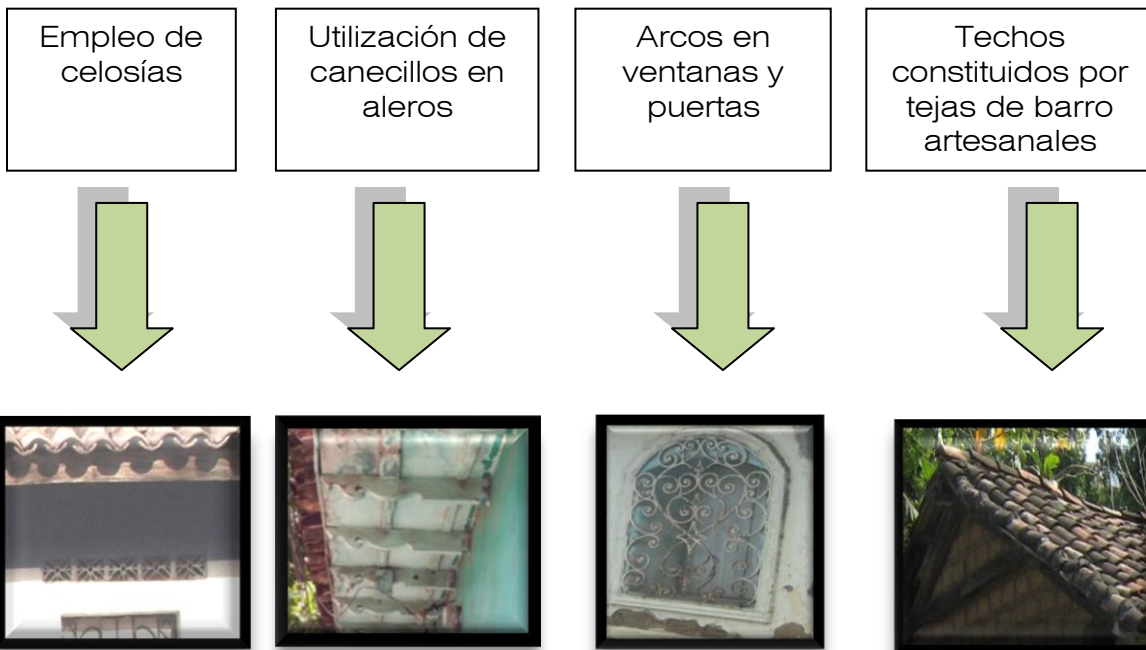 Empleo de
celosías
Utilización de
canecillos en
aleros
Arcos en
ventanas y
puertas
Techos
constituidos por
tejas de barro
artesanales